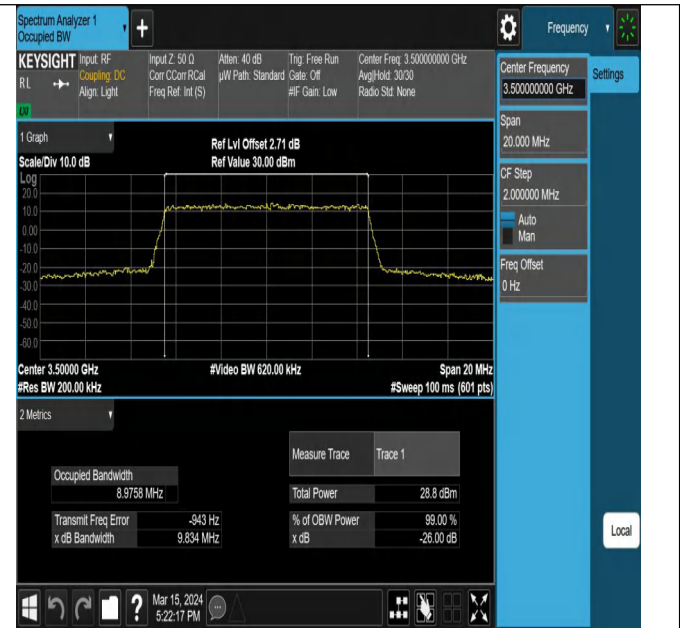 Spectrum Analyzer 1
Occupied BW
+
Frequency
KEYSIGHT
RL
Input: RF
Coupling: DC
Align: Light
Input Z: 50 Ω
Corr CCorr RCal
Freq Ref: Int (S)
Atten: 40 dB
µW Path: Standard
Trig: Free Run
Gate: Off
#IF Gain: Low
Center Freq: 3.500000000 GHz
Avg|Hold: 30/30
Radio Std: None
Center Frequency
3.500000000 GHz
Settings
Span
20.000 MHz
CF Step
2.000000 MHz
Auto
Man
Freq Offset
0 Hz
1 Graph
Scale/Div 10.0 dB
Ref Lvl Offset 2.71 dB
Ref Value 30.00 dBm
Log
20.0
10.0
0.00
-10.0
-20.0
-30.0
-40.0
-50.0
-60.0
Center 3.50000 GHz
#Video BW 620.00 kHz
Span 20 MHz
#Res BW 200.00 kHz
#Sweep 100 ms (601 pts)
2 Metrics
Measure Trace
Trace 1
Occupied Bandwidth
8.9758 MHz
Total Power
28.8 dBm
Transmit Freq Error
-943 Hz
% of OBW Power
99.00 %
x dB Bandwidth
9.834 MHz
x dB
-26.00 dB
Local
?
Mar 15, 2024
5:22:17 PM